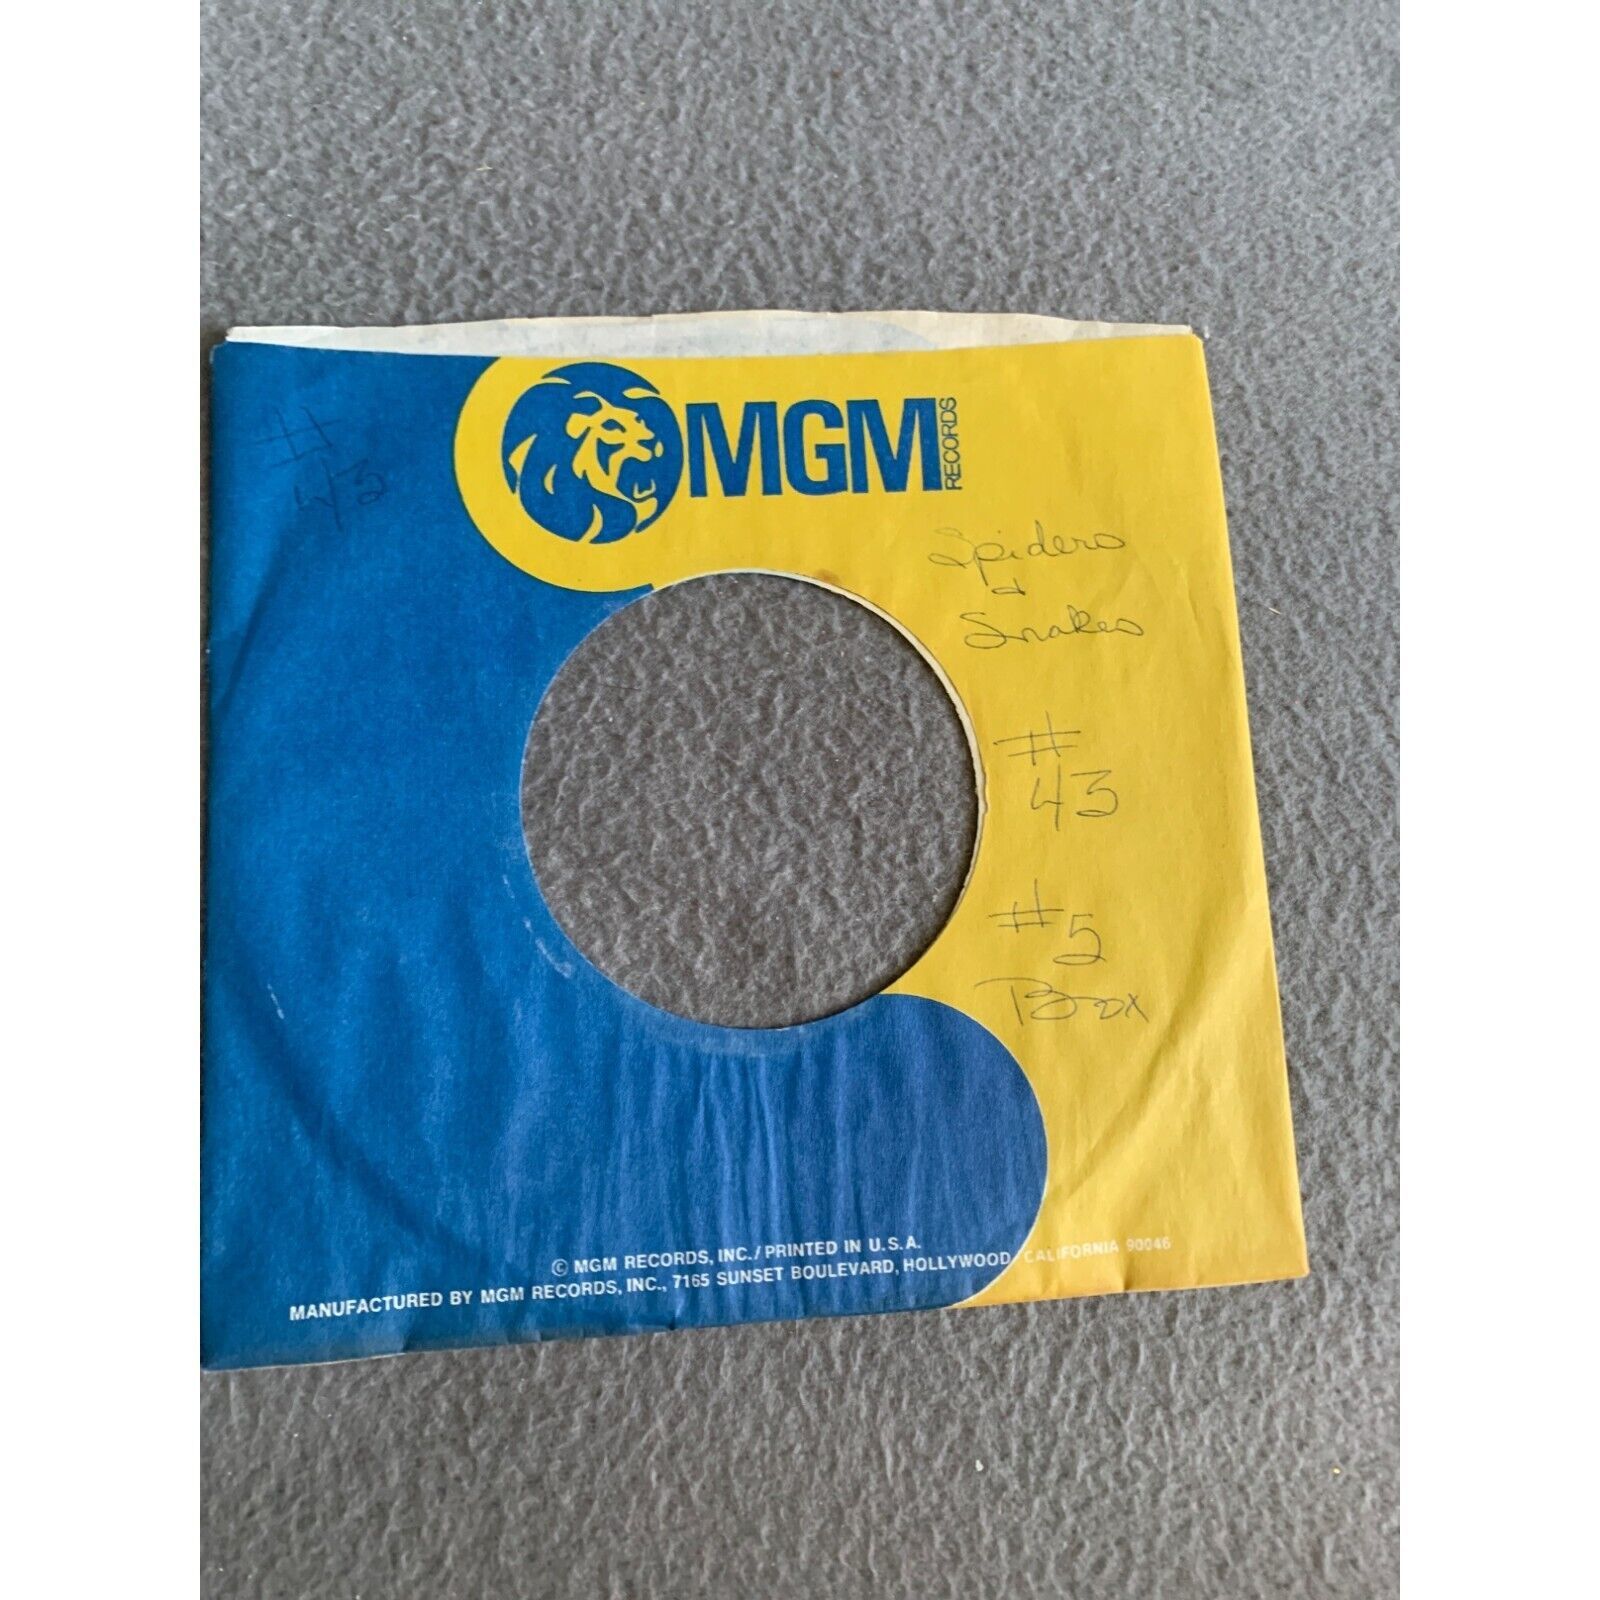 MGM RECORDS
#
43
Spiders
&
Snakes
#
43
#5
Box
© MGM RECORDS, INC./PRINTED IN U.S.A.
MANUFACTURED BY MGM RECORDS, INC., 7165 SUNSET BOULEVARD, HOLLYWOOD, CALIFORNIA 90046